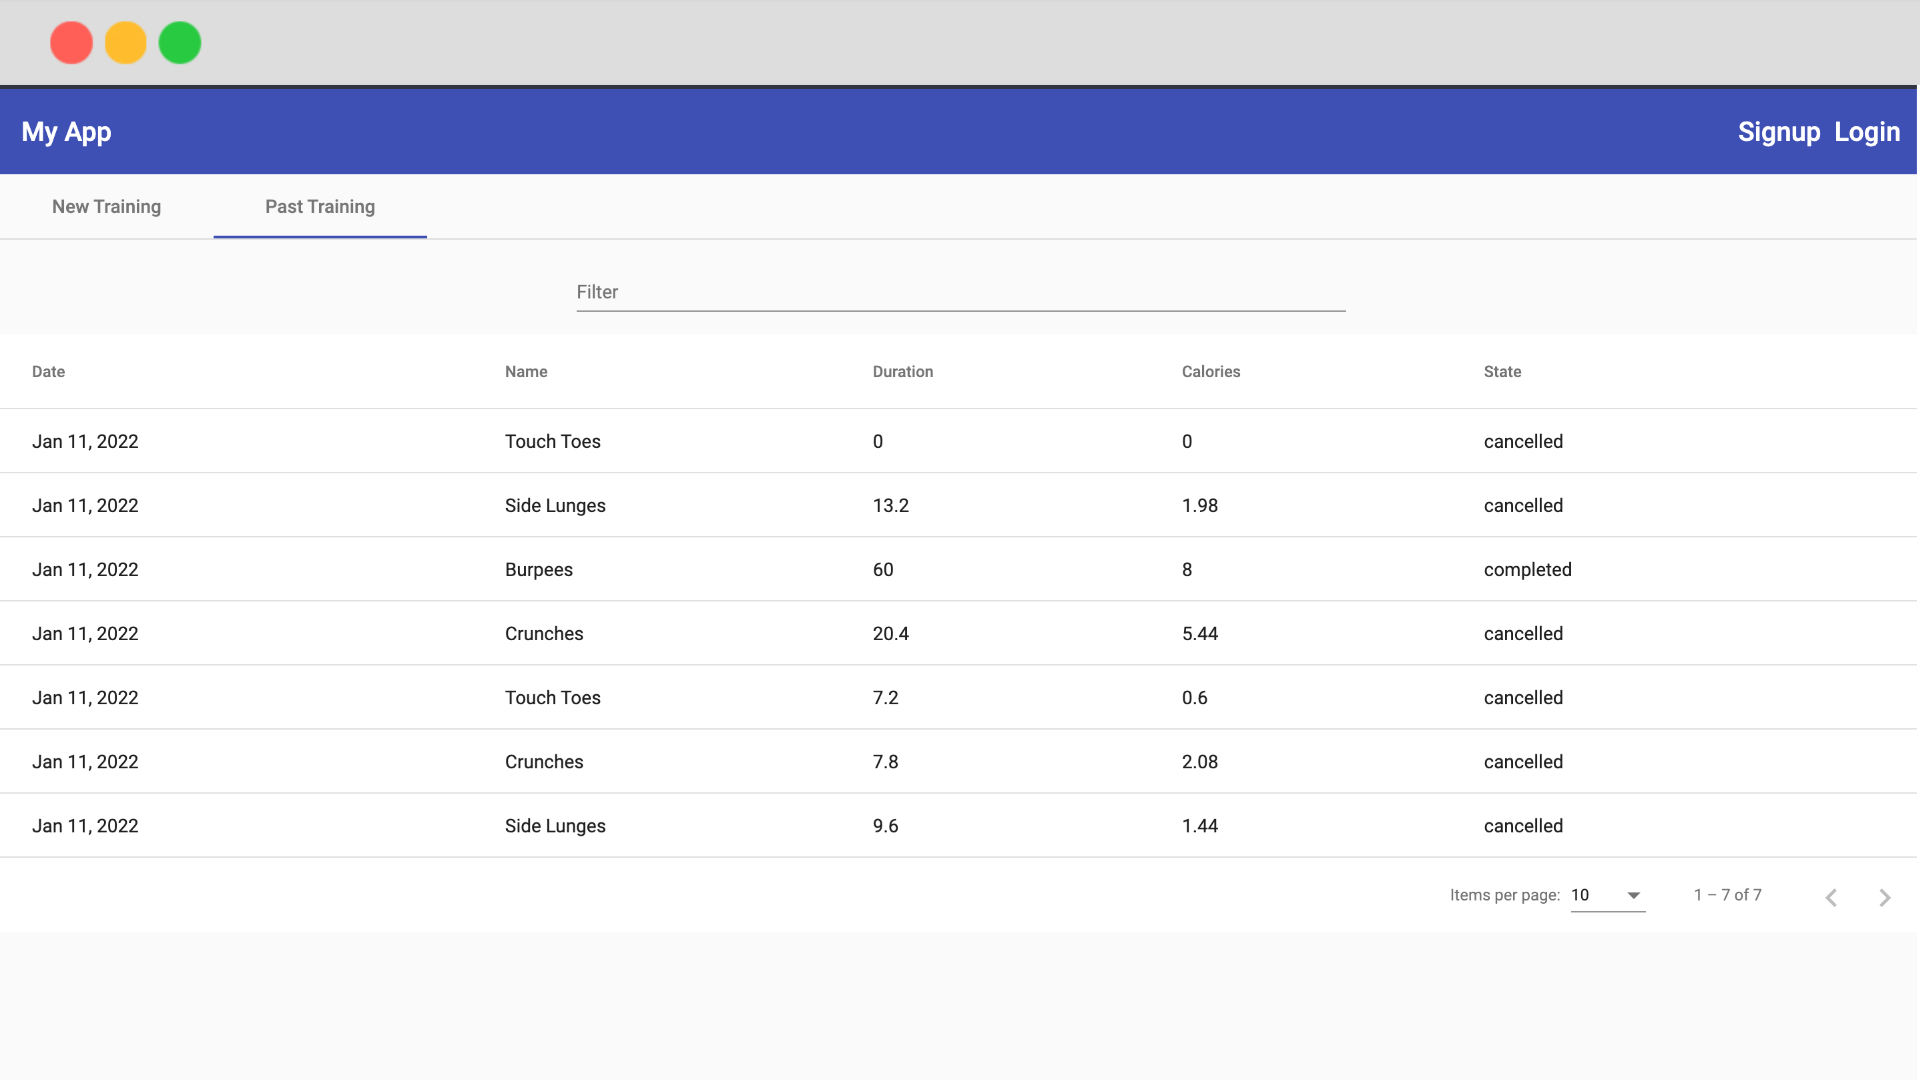 My App Signup Login
New Training Past Training
Filter
Date Name Duration Calories State
Jan 11, 2022 Touch Toes 0 0 cancelled
Jan 11, 2022 Side Lunges 13.2 1.98 cancelled
Jan 11, 2022 Burpees 60 8 completed
Jan 11, 2022 Crunches 20.4 5.44 cancelled
Jan 11, 2022 Touch Toes 7.2 0.6 cancelled
Jan 11, 2022 Crunches 7.8 2.08 cancelled
Jan 11, 2022 Side Lunges 9.6 1.44 cancelled
Items per page: 10 1 – 7 of 7